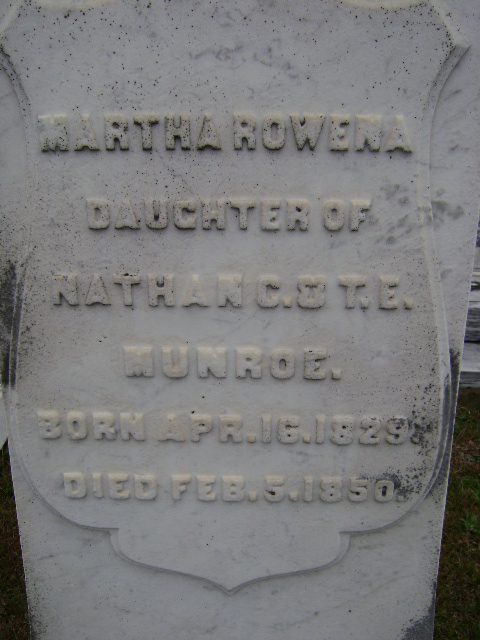 MARTHA ROWENA
DAUGHTER OF
NATHAN C. & T. E.
MUNROE.
BORN APR. 16. 1829.
DIED FEB. 5. 1850